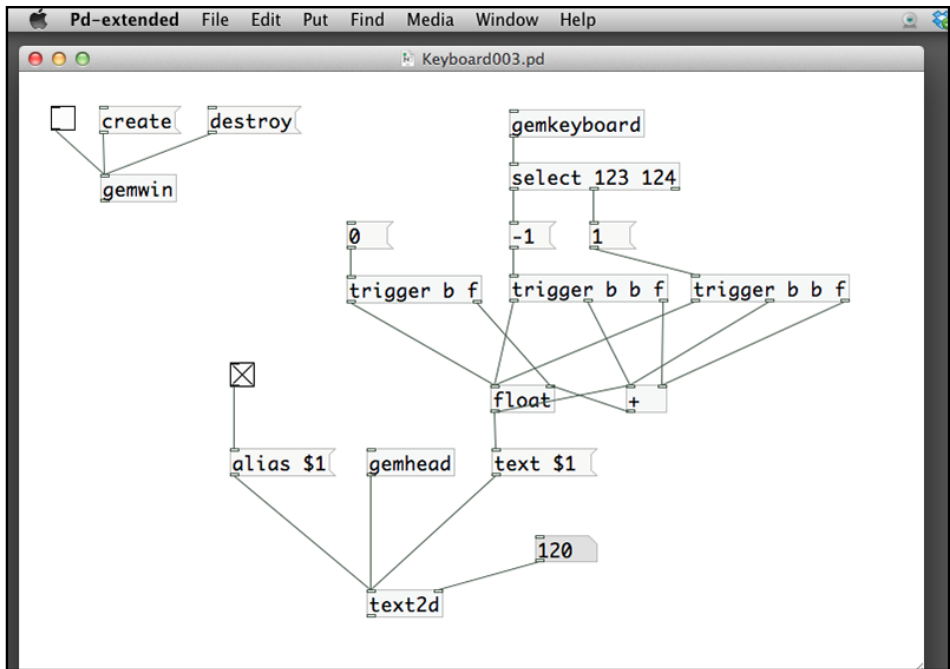 Pd-extended File Edit Put Find Media Window Help
Keyboard003.pd
create destroy
gemkeyboard
gemwin
select 123 124
0 -1 1
trigger b f trigger b b f trigger b b f
float +
alias $1 gemhead text $1
120
text2d